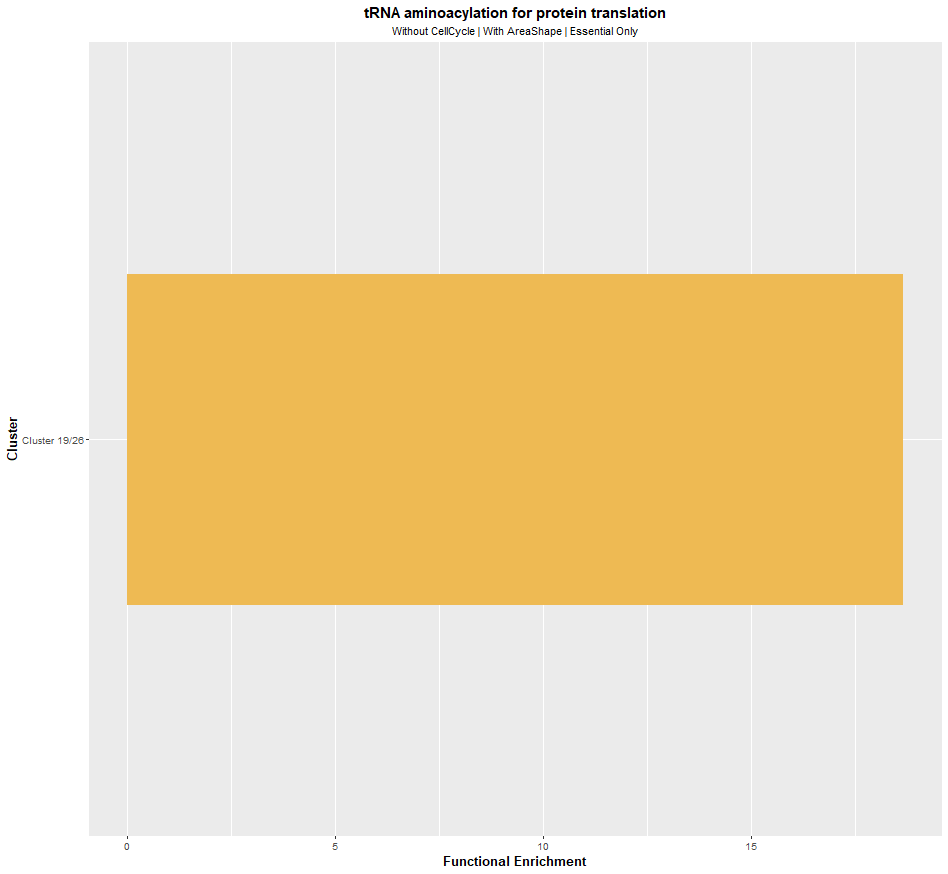 tRNA aminoacylation for protein translation
Without CellCycle | With AreaShape | Essential Only
Cluster
Cluster 19/26
0 5 10 15
Functional Enrichment